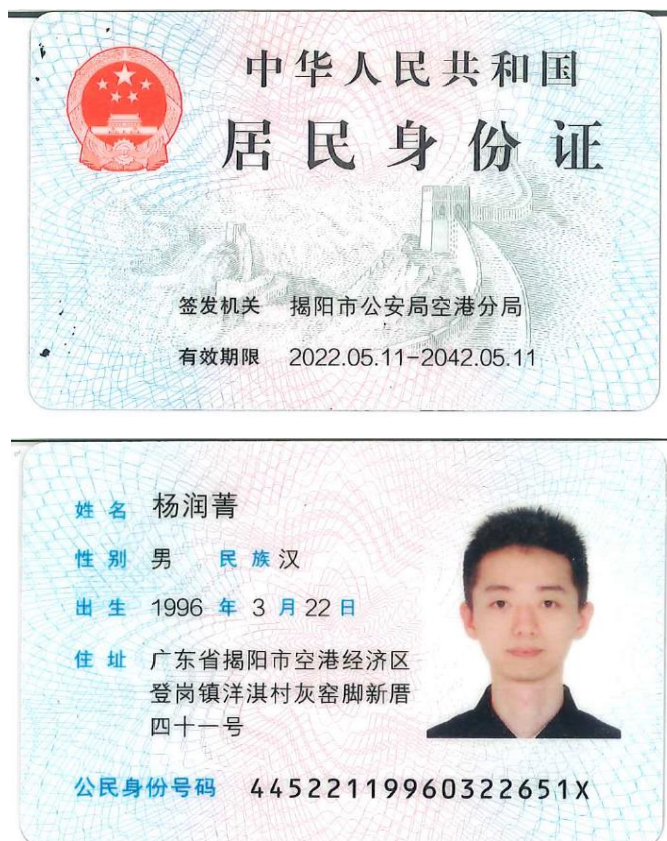 中华人民共和国
居民身份证
签发机关 揭阳市公安局空港分局
有效期限 2022.05.11-2042.05.11
姓名 杨润菁
性别 男 民族 汉
出生 1996 年 3 月 22 日
住址 广东省揭阳市空港经济区
登岗镇洋淇村灰窑脚新厝
四十一号
公民身份号码 44522119960322651X